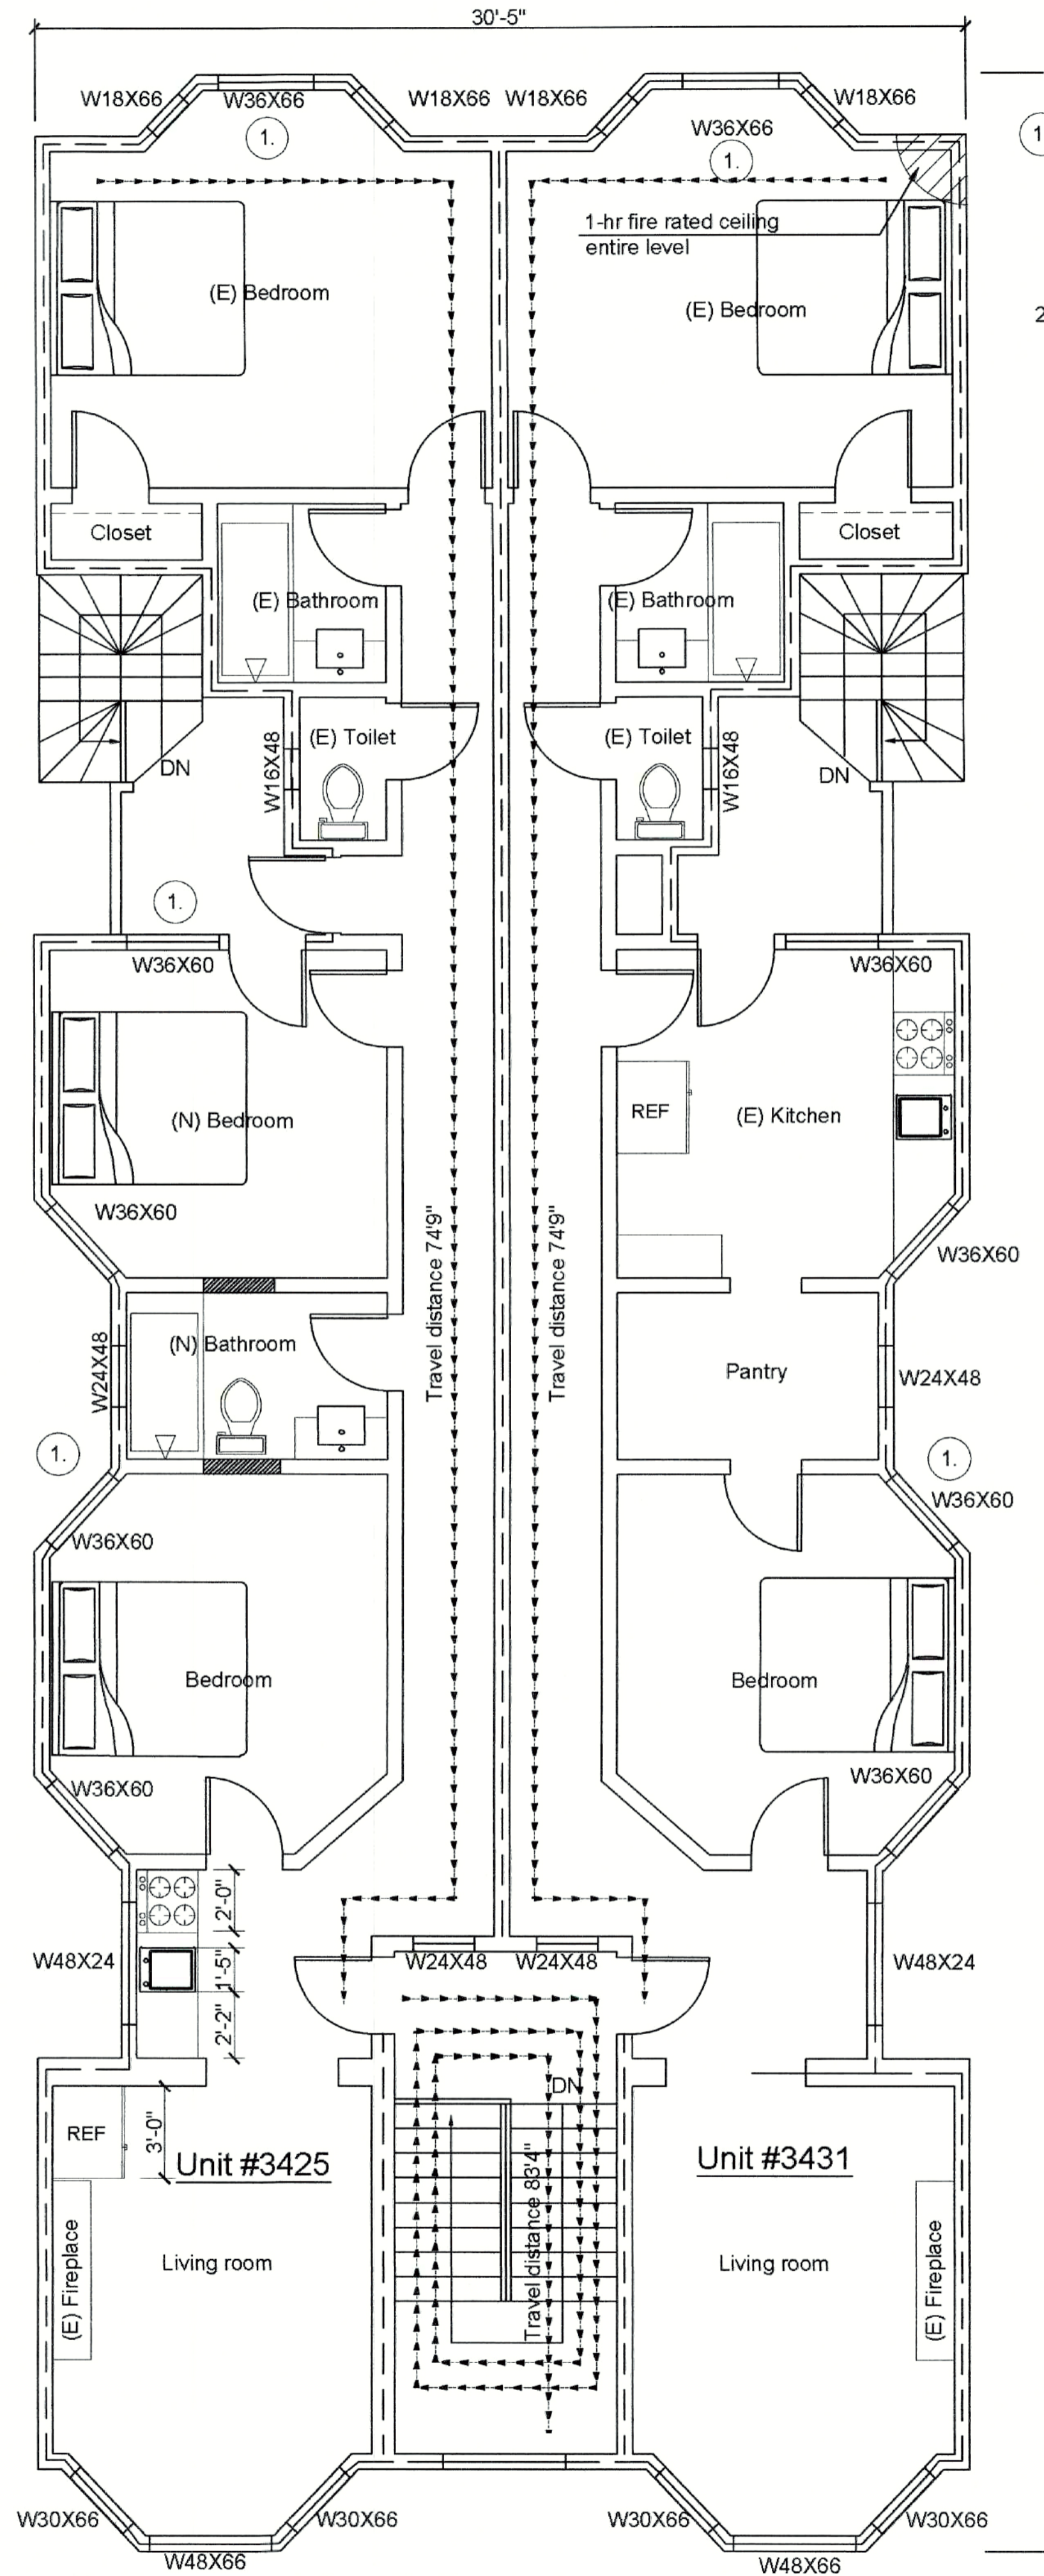 30'-5"
W18X66
W36X66
W18X66
W18X66
W36X66
W18X66
1.
1.
1
1-hr fire rated ceiling
entire level
2
(E) Bedroom
(E) Bedroom
Closet
Closet
(E) Bathroom
(E) Bathroom
(E) Toilet
(E) Toilet
W16X48
W16X48
DN
DN
1.
W36X60
W36X60
(N) Bedroom
REF
(E) Kitchen
W36X60
W36X60
Travel distance 74'9"
Travel distance 74'9"
(N) Bathroom
W24X48
Pantry
W24X48
1.
1.
W36X60
W36X60
Bedroom
Bedroom
W36X60
W36X60
2'-0"
W48X24
1'-5"
W24X48
W24X48
W48X24
2'-2"
DN
REF
3'-0"
Unit #3425
Unit #3431
Travel distance 83'4"
(E) Fireplace
Living room
Living room
(E) Fireplace
W30X66
W30X66
W30X66
W30X66
W48X66
W48X66